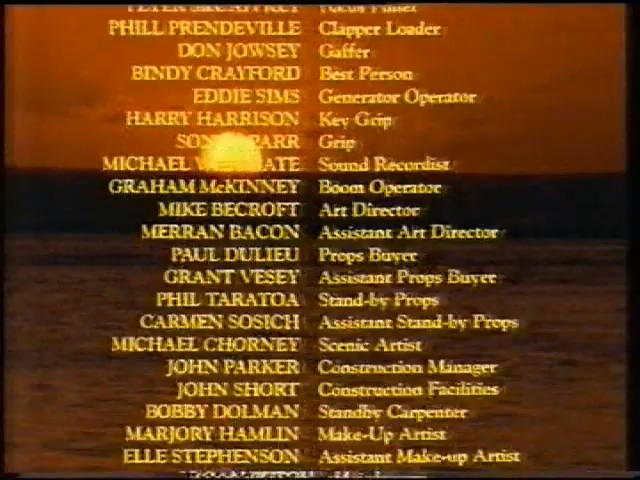 PHILL PRENDEVILLE Clapper Loader
DON JOWSEY Gaffer
BINDY CRAYFORD Best Person
EDDIE SIMS Generator Operator
HARRY HARRISON Key Grip
PARR Grip
MICHAEL Sound Recordist
GRAHAM McKINNEY Boom Operator
MIKE BECROFT Art Director
MERRAN BACON Assistant Art Director
PAUL DULIEU Props Buyer
GRANT VESEY Assistant Props Buyer
PHIL TARATOA Stand-by Props
CARMEN SOSICH Assistant Stand-by Props
MICHAEL CHORNEY Scenic Artist
JOHN PARKER Construction Manager
JOHN SHORT Construction Facilities
BOBBY DOLMAN Standby Carpenter
MARJORY HAMLIN Make-Up Artist
ELLE STEPHENSON Assistant Make-up Artist